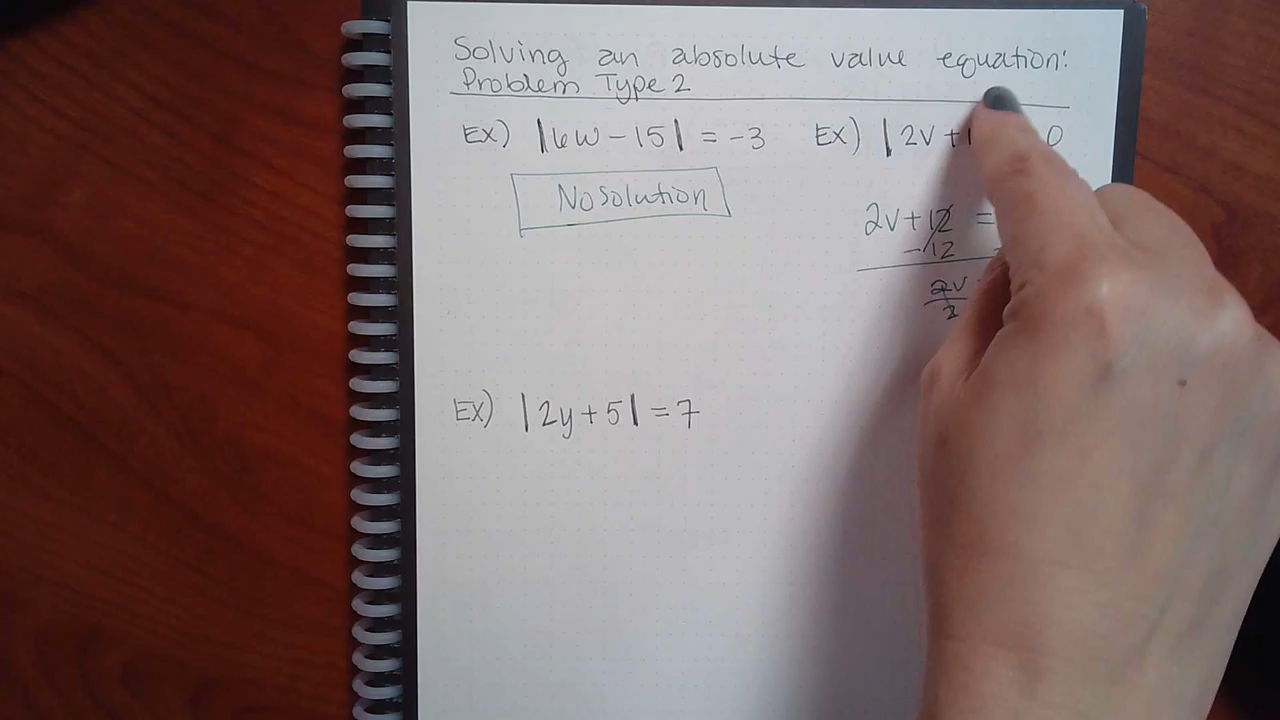 Solving an absolute value equation:
Problem Type 2
EX) |6w - 15| = -3
EX) |2v + 1 0
No solution
2v + 12 =
- 12
2v
2
EX) |2y + 5| = 7